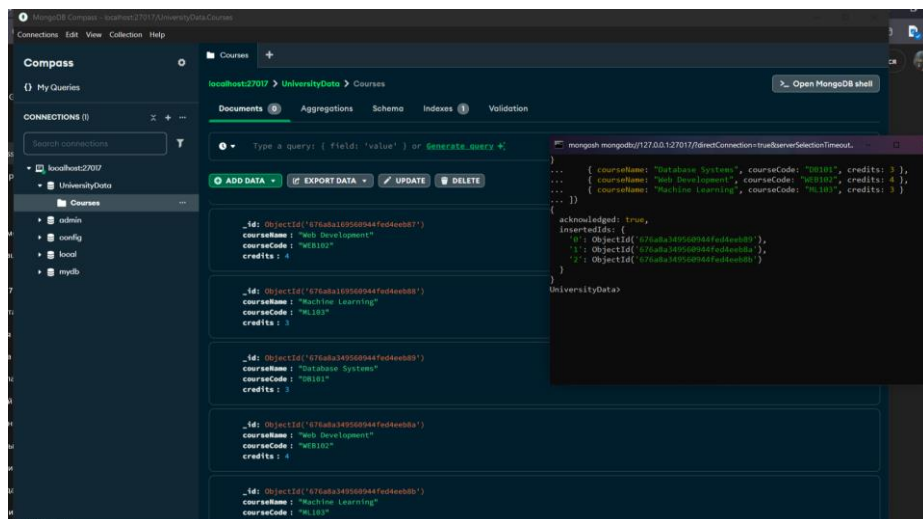 MongoDB Compass - localhost:27017/UniversityData.Courses
Connections Edit View Collection Help
Compass
Courses +
{} My Queries
localhost:27017 > UniversityData > Courses
>_ Open MongoDB shell
Documents 0 Aggregations Schema Indexes 1 Validation
CONNECTIONS (1)
Search connections
Type a query: { field: 'value' } or Generate query
ADD DATA EXPORT DATA UPDATE DELETE
localhost:27017
UniversityData
Courses
admin
config
local
mydb
_id: ObjectId('676a8a169560944fed4eeb87')
courseName : "Web Development"
courseCode : "WEB102"
credits : 4
_id: ObjectId('676a8a169560944fed4eeb88')
courseName : "Machine Learning"
courseCode : "ML103"
credits : 3
_id: ObjectId('676a8a349560944fed4eeb89')
courseName : "Database Systems"
courseCode : "DB101"
credits : 3
_id: ObjectId('676a8a349560944fed4eeb8a')
courseName : "Web Development"
courseCode : "WEB102"
credits : 4
_id: ObjectId('676a8a349560944fed4eeb8b')
courseName : "Machine Learning"
courseCode : "ML103"
mongosh mongodb://127.0.0.1:27017/?directConnection=true&serverSelectionTimeout...
}
... { courseName: "Database Systems", courseCode: "DB101", credits: 3 },
... { courseName: "Web Development", courseCode: "WEB102", credits: 4 },
... { courseName: "Machine Learning", courseCode: "ML103", credits: 3 }
... ])
{
acknowledged: true,
insertedIds: {
'0': ObjectId('676a8a349560944fed4eeb89'),
'1': ObjectId('676a8a349560944fed4eeb8a'),
'2': ObjectId('676a8a349560944fed4eeb8b')
}
}
UniversityData>